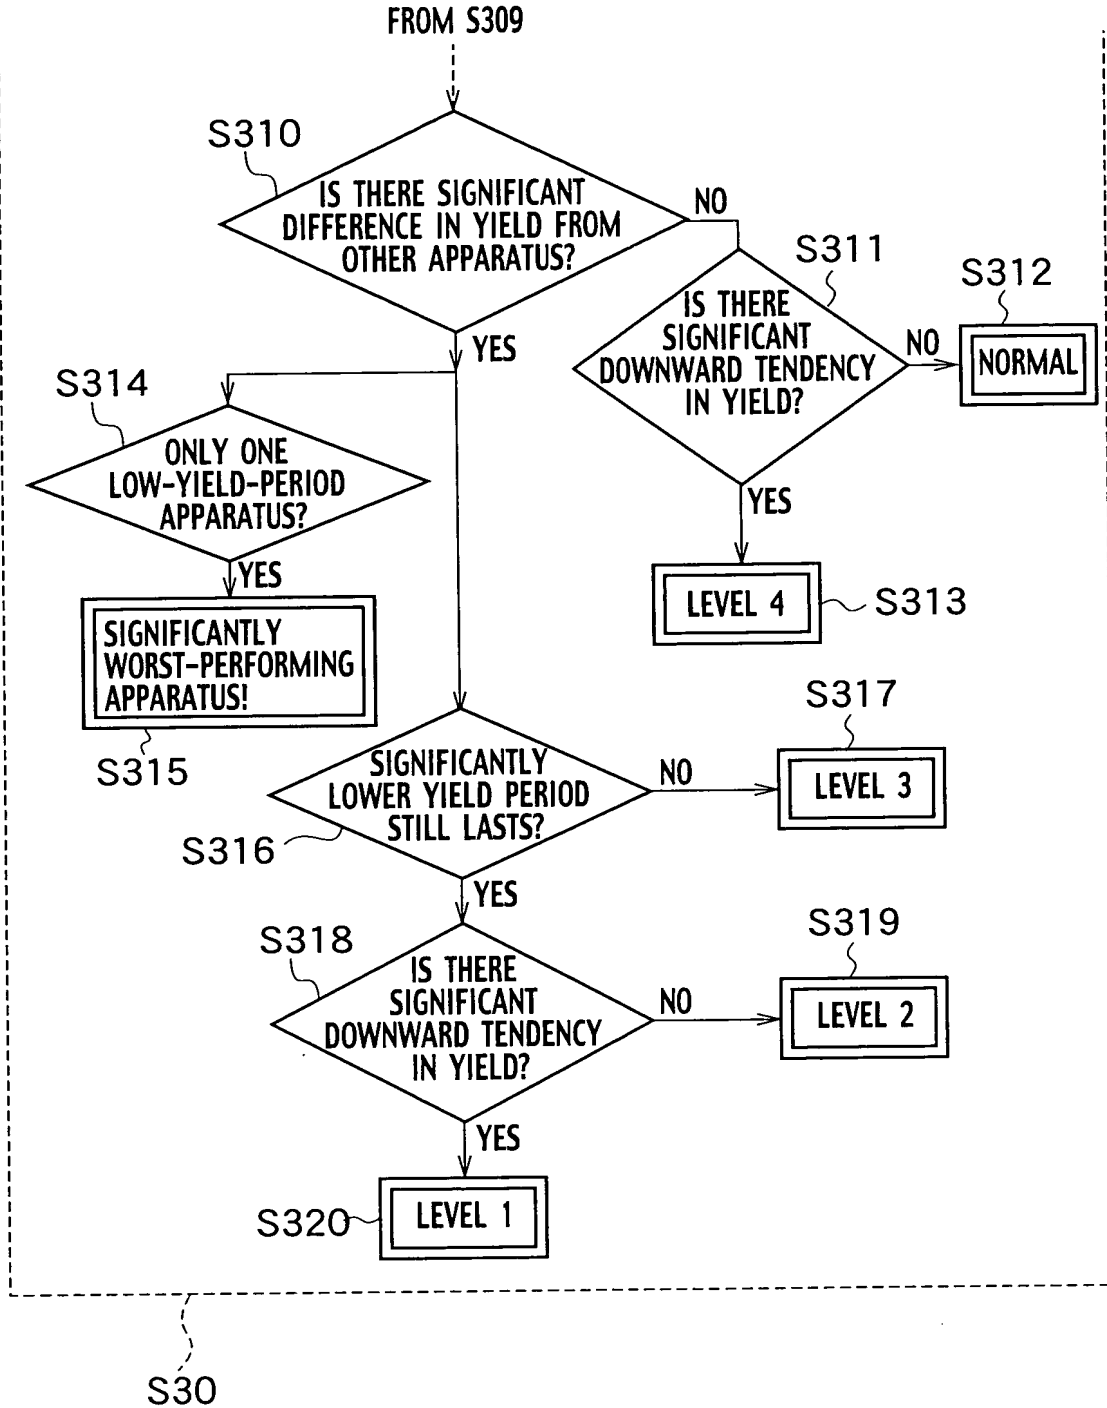 FROM S309
S310
IS THERE SIGNIFICANT
DIFFERENCE IN YIELD FROM
OTHER APPARATUS?
NO
YES
S311
IS THERE
SIGNIFICANT
DOWNWARD TENDENCY
IN YIELD?
NO
S312
NORMAL
YES
LEVEL 4
S313
S314
ONLY ONE
LOW-YIELD-PERIOD
APPARATUS?
YES
SIGNIFICANTLY
WORST-PERFORMING
APPARATUS!
S315
SIGNIFICANTLY
LOWER YIELD PERIOD
STILL LASTS?
S316
NO
S317
LEVEL 3
YES
S318
IS THERE
SIGNIFICANT
DOWNWARD TENDENCY
IN YIELD?
NO
S319
LEVEL 2
YES
S320
LEVEL 1
S30